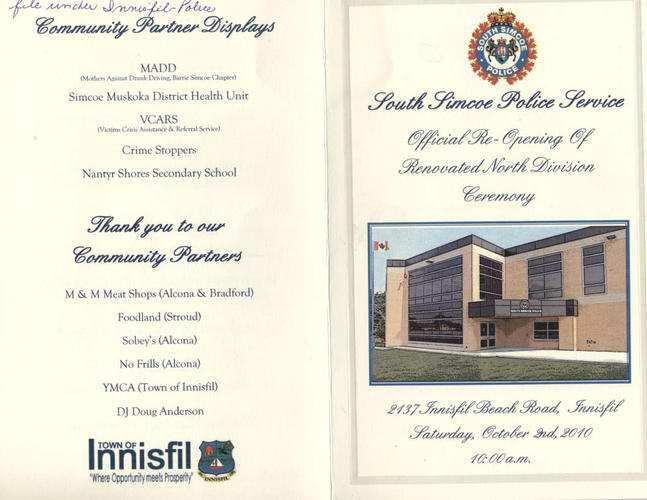 file under Innisfil-Police
Community Partner Displays
MADD
(Mothers Against Drunk Driving, Barrie Simcoe Chapter)
Simcoe Muskoka District Health Unit
VCARS
(Victims Crisis Assistance & Referral Service)
Crime Stoppers
Nantyr Shores Secondary School
Thank you to our
Community Partners
M & M Meat Shops (Alcona & Bradford)
Foodland (Stroud)
Sobey's (Alcona)
No Frills (Alcona)
YMCA (Town of Innisfil)
DJ Doug Anderson
TOWN OF
Innisfil
"Where Opportunity meets Prosperity"
INNISFIL
SOUTH SIMCOE
POLICE
South Simcoe Police Service
Official Re-Opening Of
Renovated North Division
Ceremony
SOUTH SIMCOE POLICE
2137 Innisfil Beach Road, Innisfil
Saturday, October 2nd, 2010
10:00 a.m.